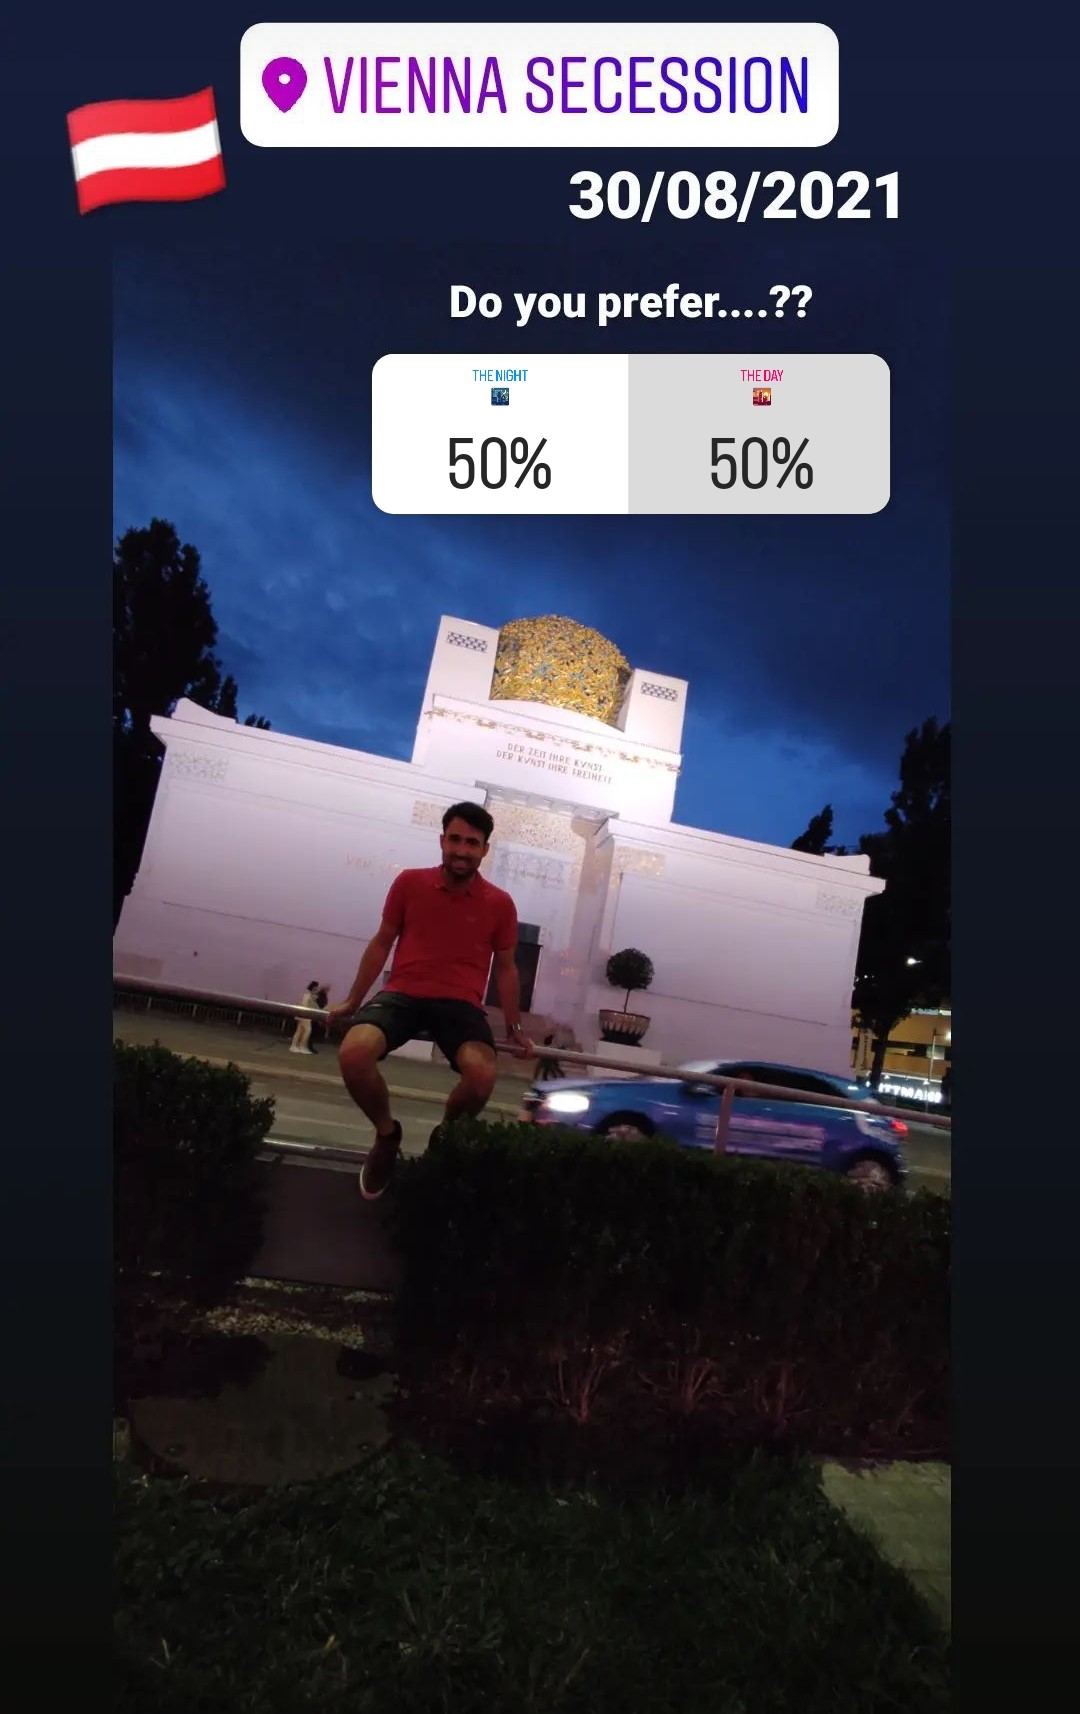 VIENNA SECESSION
30/08/2021
Do you prefer....??
THE NIGHT
THE DAY
50%
50%
DER ZEIT IHRE KVNST.
DER KVNST IHRE FREIHEIT.